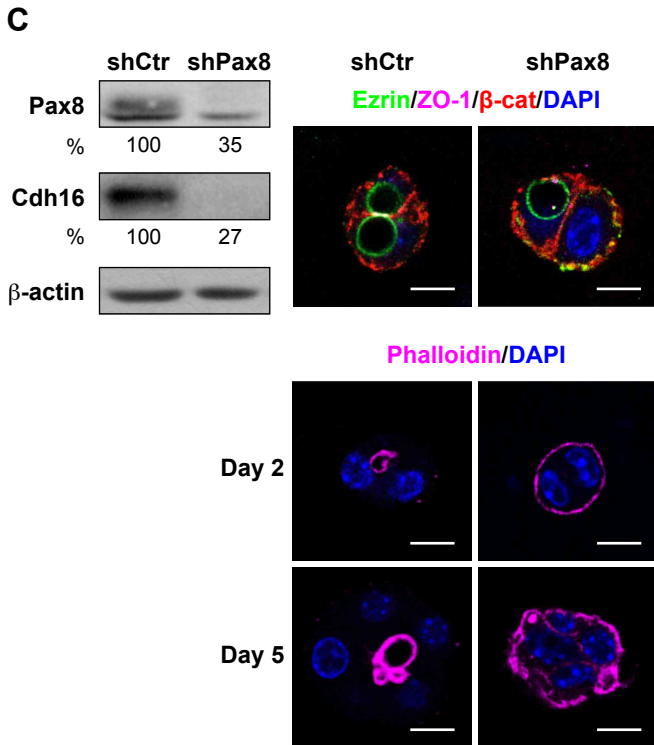 C
shCtr shPax8
Pax8
% 100 35
Cdh16
% 100 27
β-actin
shCtr shPax8
Ezrin/ZO-1/β-cat/DAPI
Phalloidin/DAPI
Day 2
Day 5